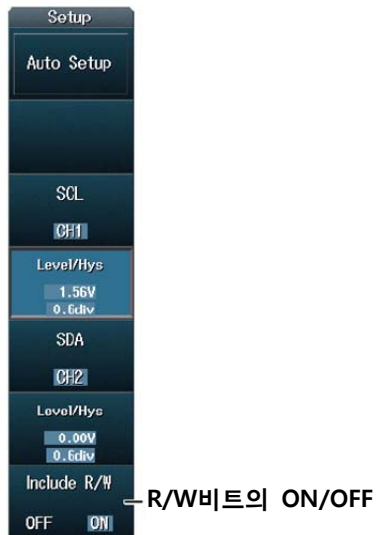 Setup
Auto Setup
SCL
CH1
Level/Hys
1.56V
0.6div
SDA
CH2
Level/Hys
0.00V
0.6div
Include R/W
R/W비트의 ON/OFF
OFF ON